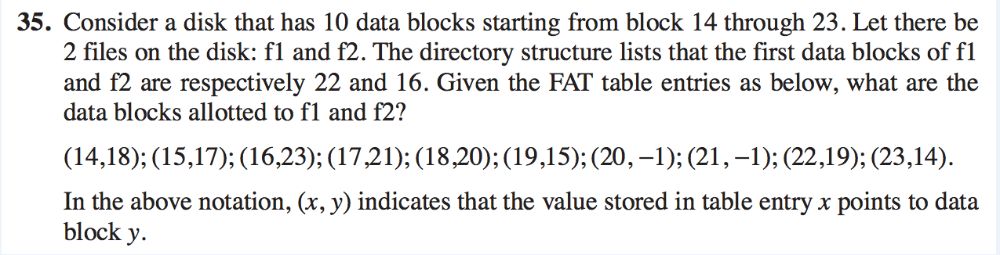 35. Consider a disk that has 10 data blocks starting from block 14 through 23. Let there be
2 files on the disk: f1 and f2. The directory structure lists that the first data blocks of f1
and f2 are respectively 22 and 16. Given the FAT table entries as below, what are the
data blocks allotted to f1 and f2?
(14,18); (15,17); (16,23); (17,21); (18,20); (19,15); (20, –1); (21, –1); (22,19); (23,14).
In the above notation, (x, y) indicates that the value stored in table entry x points to data
block y.